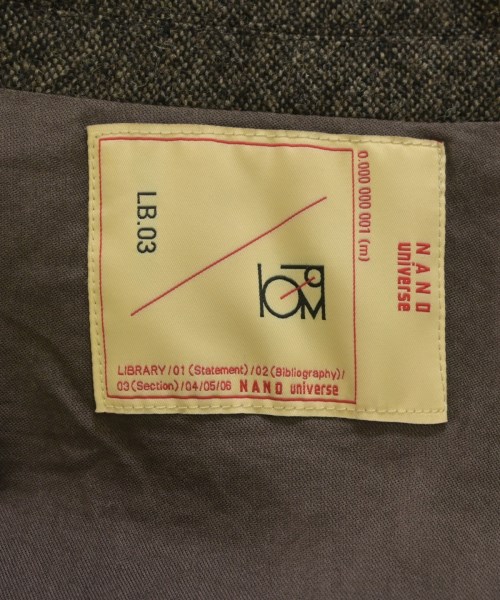 NANO
universe
0.000 000 001 (m)
LB.03
LIBRARY/01 (Statement)/02 (Bibliography)/
03 (Section)/04/05/06 NANO universe